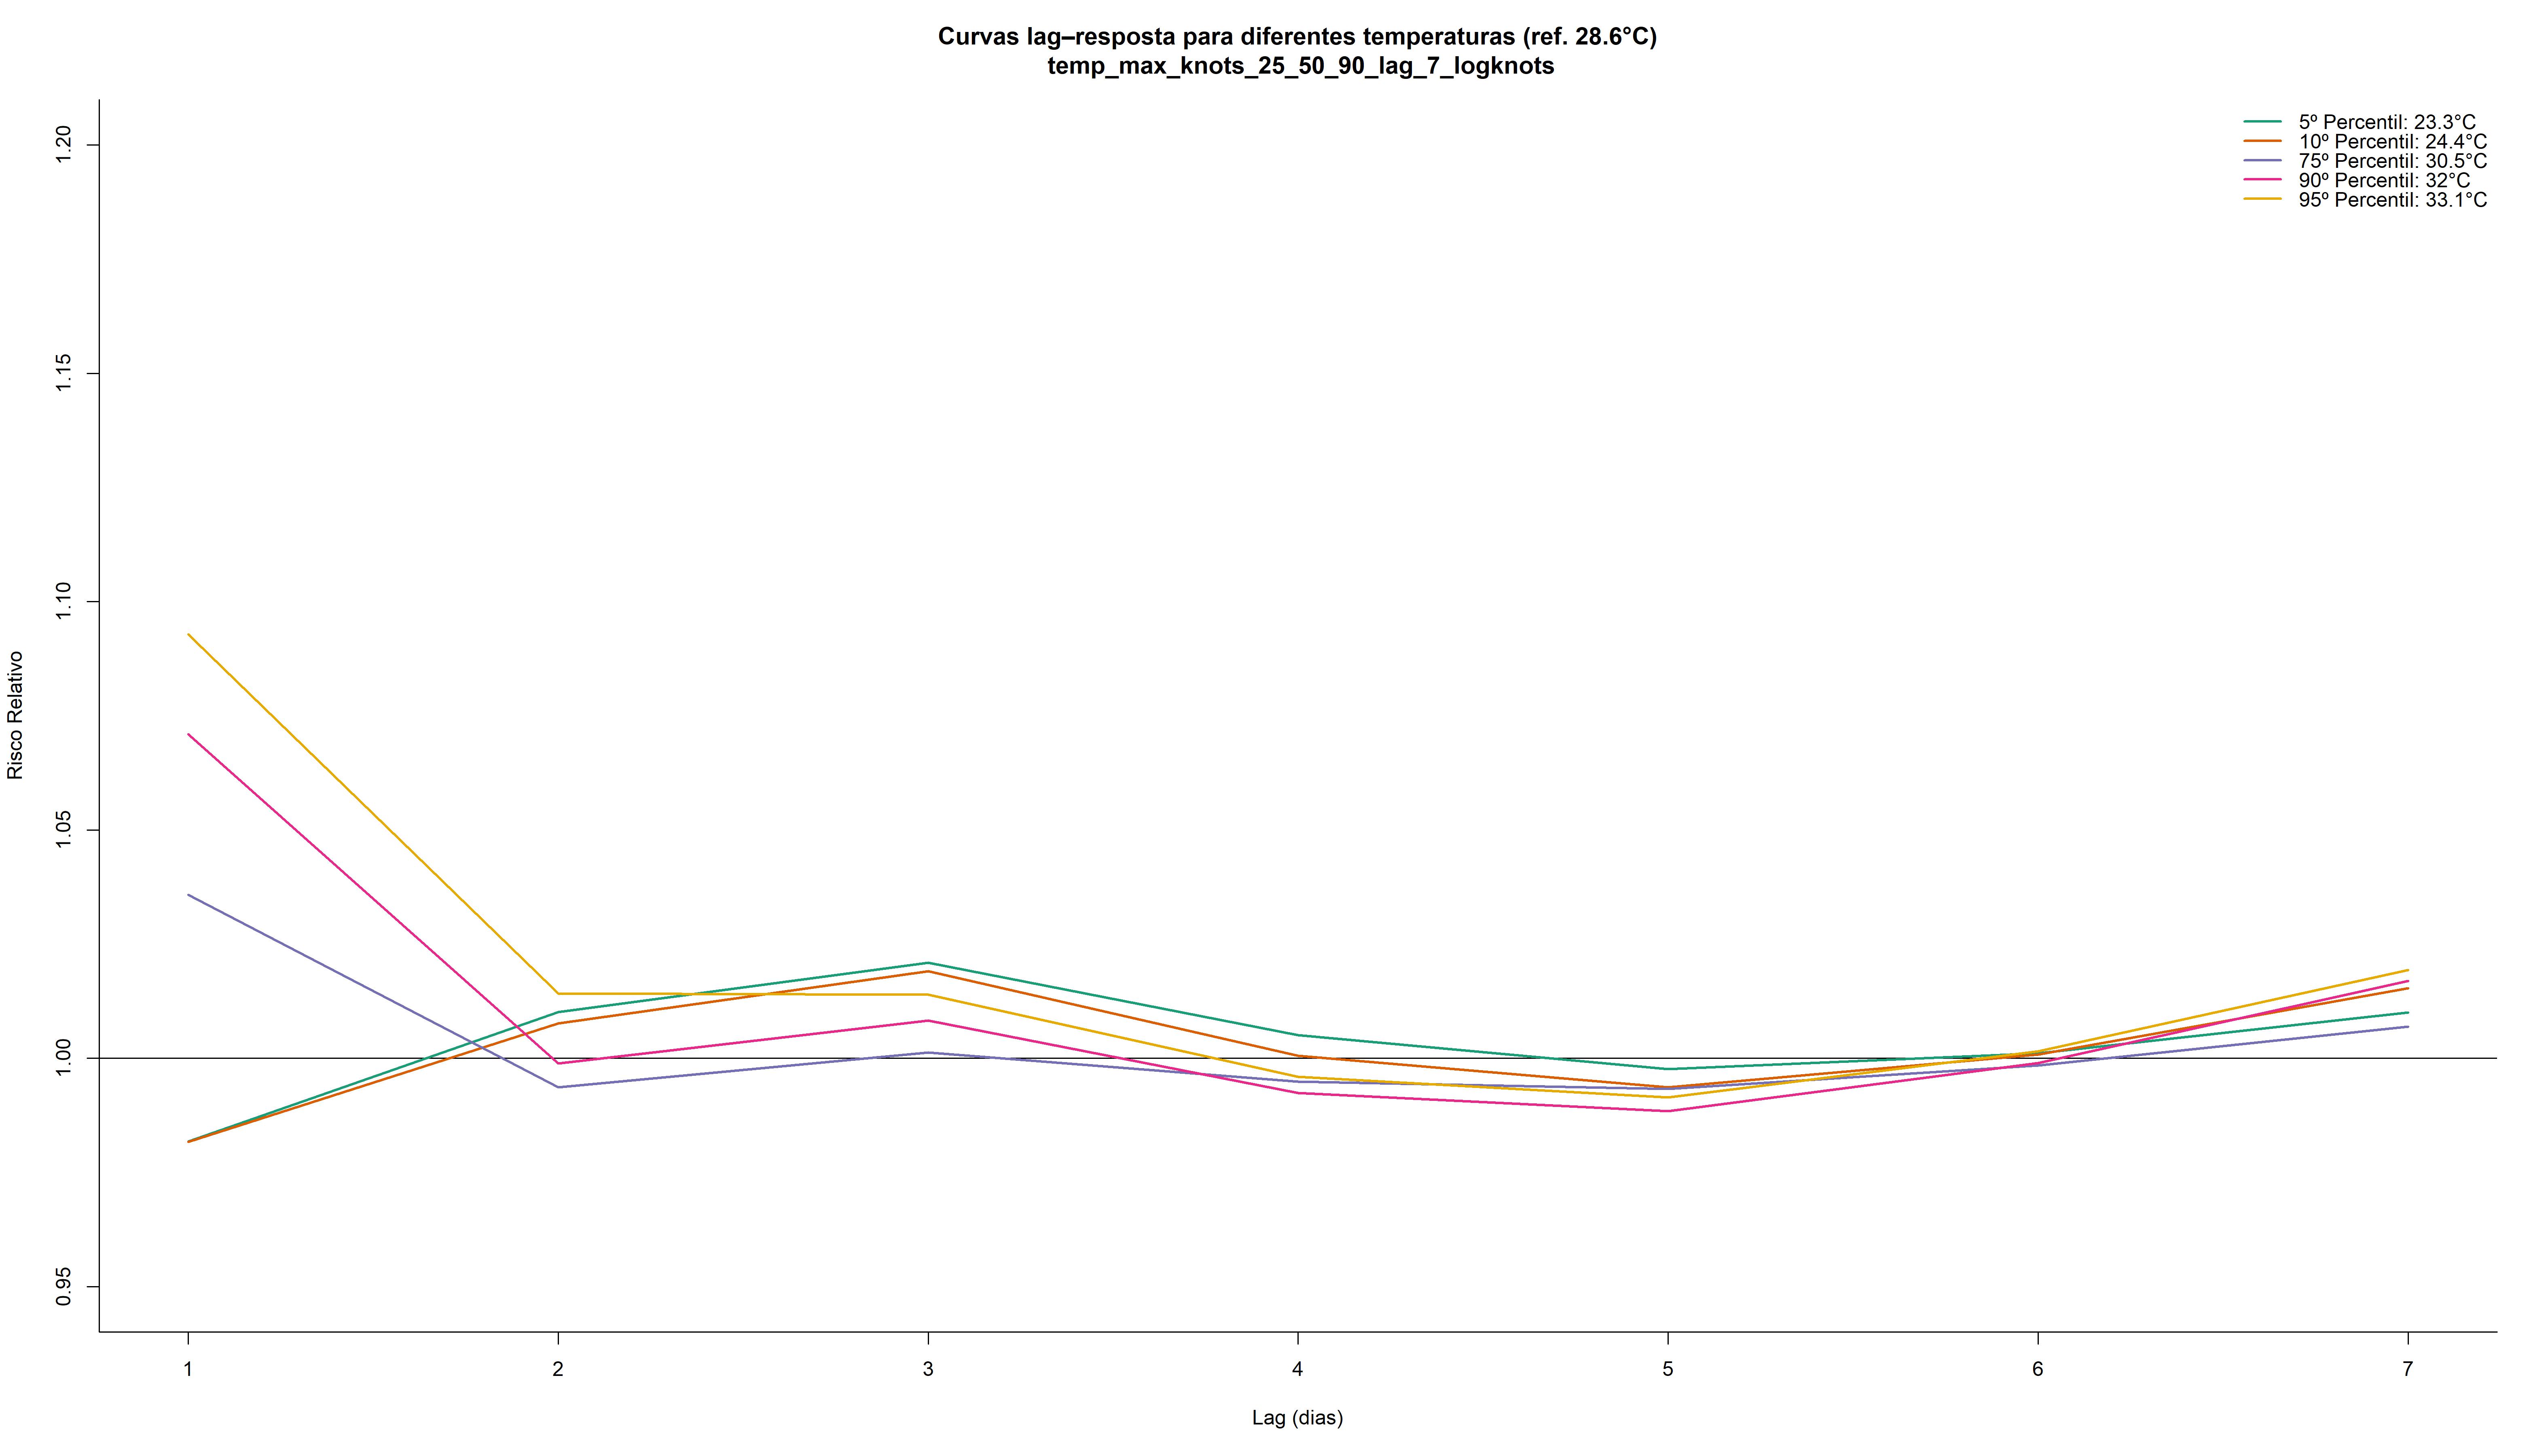 Curvas lag–resposta para diferentes temperaturas (ref. 28.6°C)
temp_max_knots_25_50_90_lag_7_logknots
5º Percentil: 23.3°C
10º Percentil: 24.4°C
75º Percentil: 30.5°C
90º Percentil: 32°C
95º Percentil: 33.1°C
Risco Relativo
1.20
1.15
1.10
1.05
1.00
0.95
1 2 3 4 5 6 7
Lag (dias)